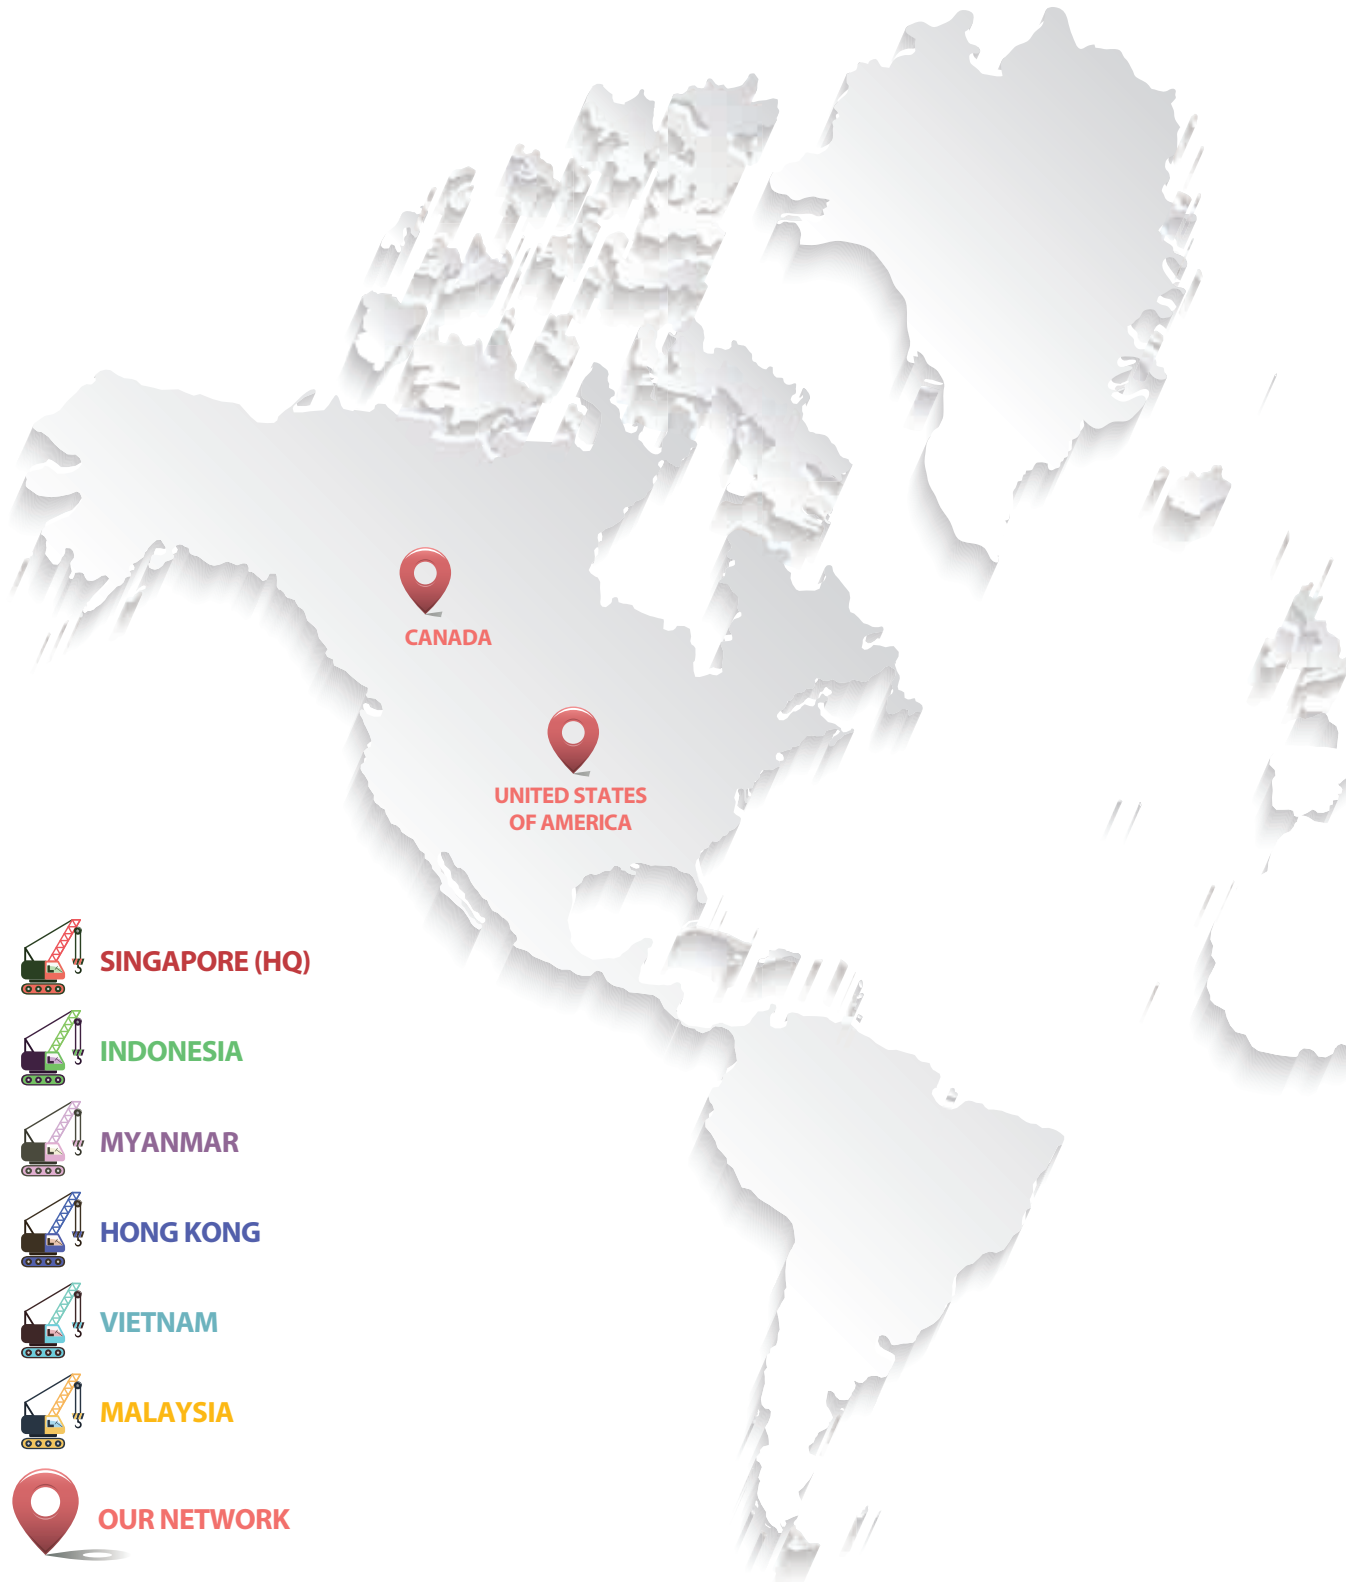 CANADA
UNITED STATES
OF AMERICA
SINGAPORE (HQ)
INDONESIA
MYANMAR
HONG KONG
VIETNAM
MALAYSIA
OUR NETWORK